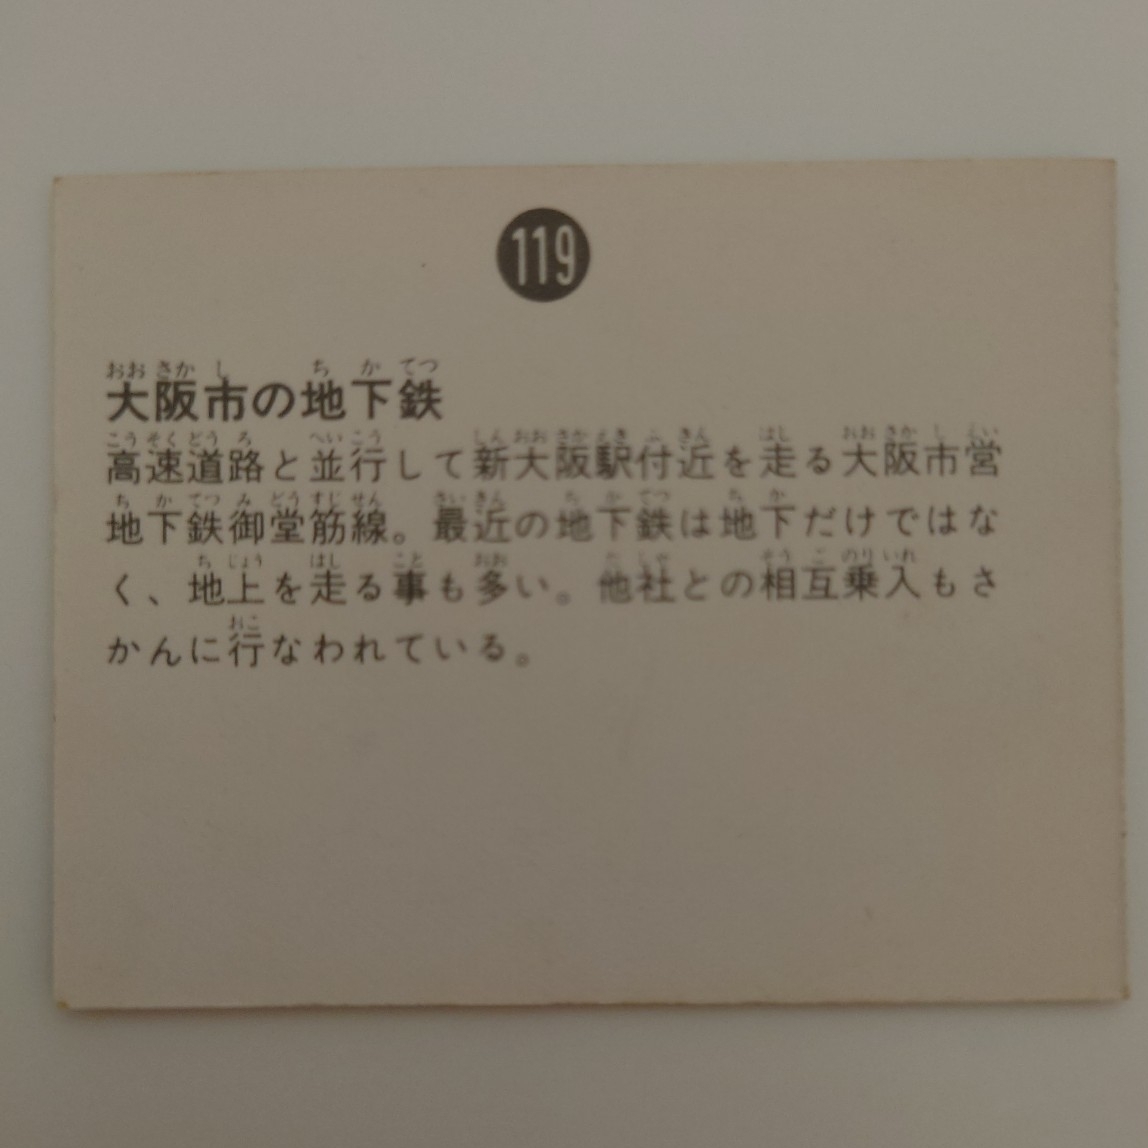 119
大阪市の地下鉄
高速道路と並行して新大阪駅付近を走る大阪市営
地下鉄御堂筋線。最近の地下鉄は地下だけではな
く、地上を走る事も多い。他社との相互乗入もさ
かんに行なわれている。